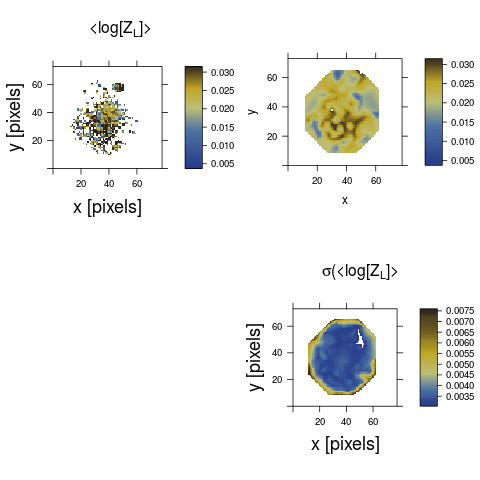 <log[Z_L]>
60
40
20
y [pixels]
20 40 60
x [pixels]
0.030
0.025
0.020
0.015
0.010
0.005
60
40
20
y
20 40 60
x
0.030
0.025
0.020
0.015
0.010
0.005
σ(<log[Z_L]>
60
40
20
y [pixels]
20 40 60
x [pixels]
0.0075
0.0070
0.0065
0.0060
0.0055
0.0050
0.0045
0.0040
0.0035